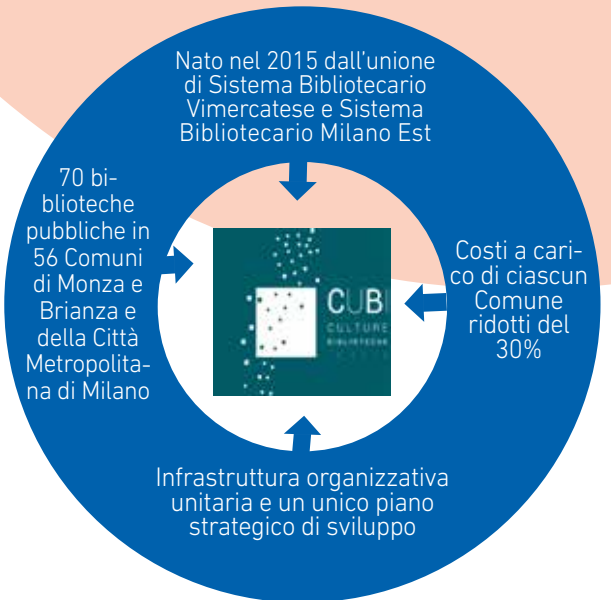 Nato nel 2015 dall'unione
di Sistema Bibliotecario
Vimercatese e Sistema
Bibliotecario Milano Est
70 bi-
blioteche
pubbliche in
56 Comuni
di Monza e
Brianza e
della Città
Metropolita-
na di Milano
CUBI
CULTURE
BIBLIOTECHE
Costi a cari-
co di ciascun
Comune
ridotti del
30%
Infrastruttura organizzativa
unitaria e un unico piano
strategico di sviluppo